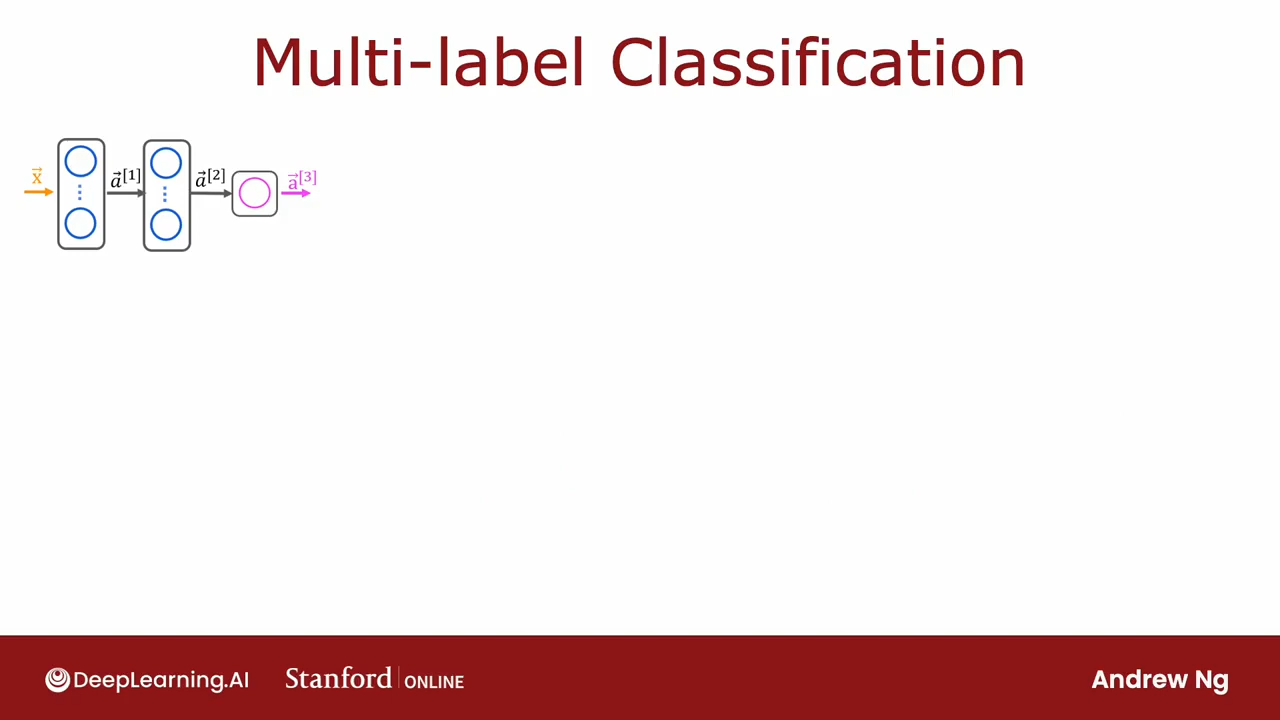 Multi-label Classification
x⃗ a⃗[1] a⃗[2] a⃗[3]
DeepLearning.AI Stanford ONLINE Andrew Ng